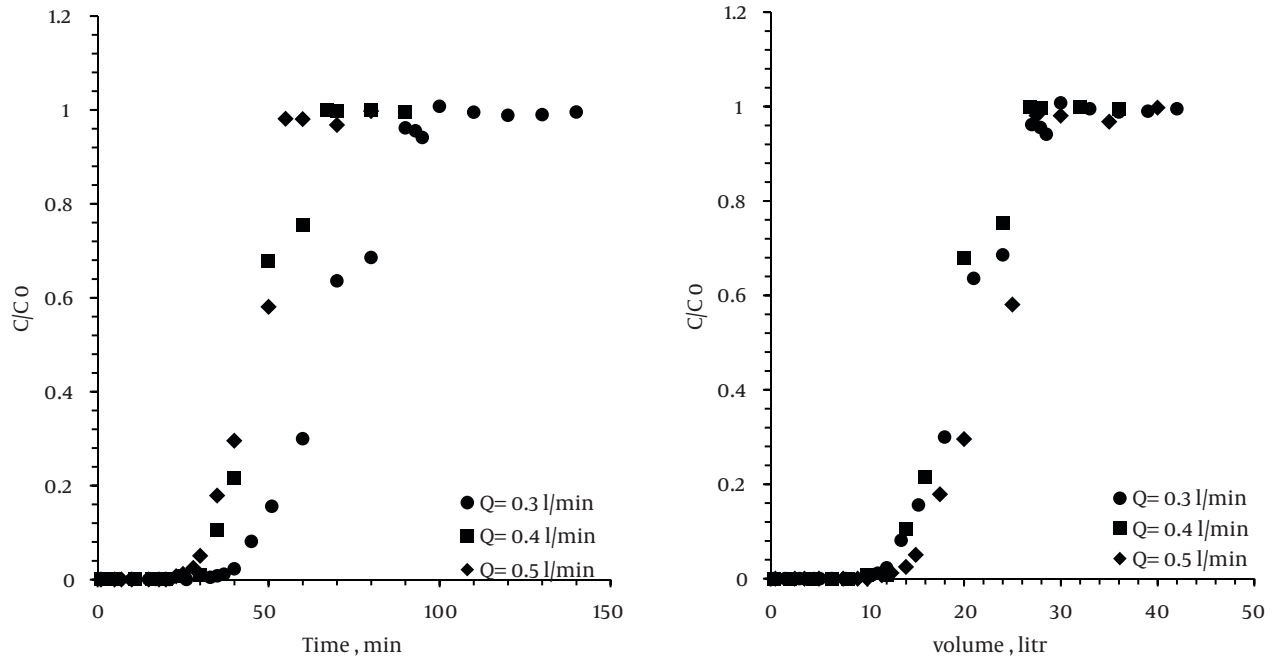 1.2
1
0.8
0.6
0.4
0.2
0
C/C 0
0 50 100 150
Time , min
Q= 0.3 l/min
Q= 0.4 l/min
Q= 0.5 l/min
1.2
1
0.8
0.6
0.4
0.2
0
C/C 0
0 10 20 30 40 50
volume , litr
Q= 0.3 l/min
Q= 0.4 l/min
Q= 0.5 l/min